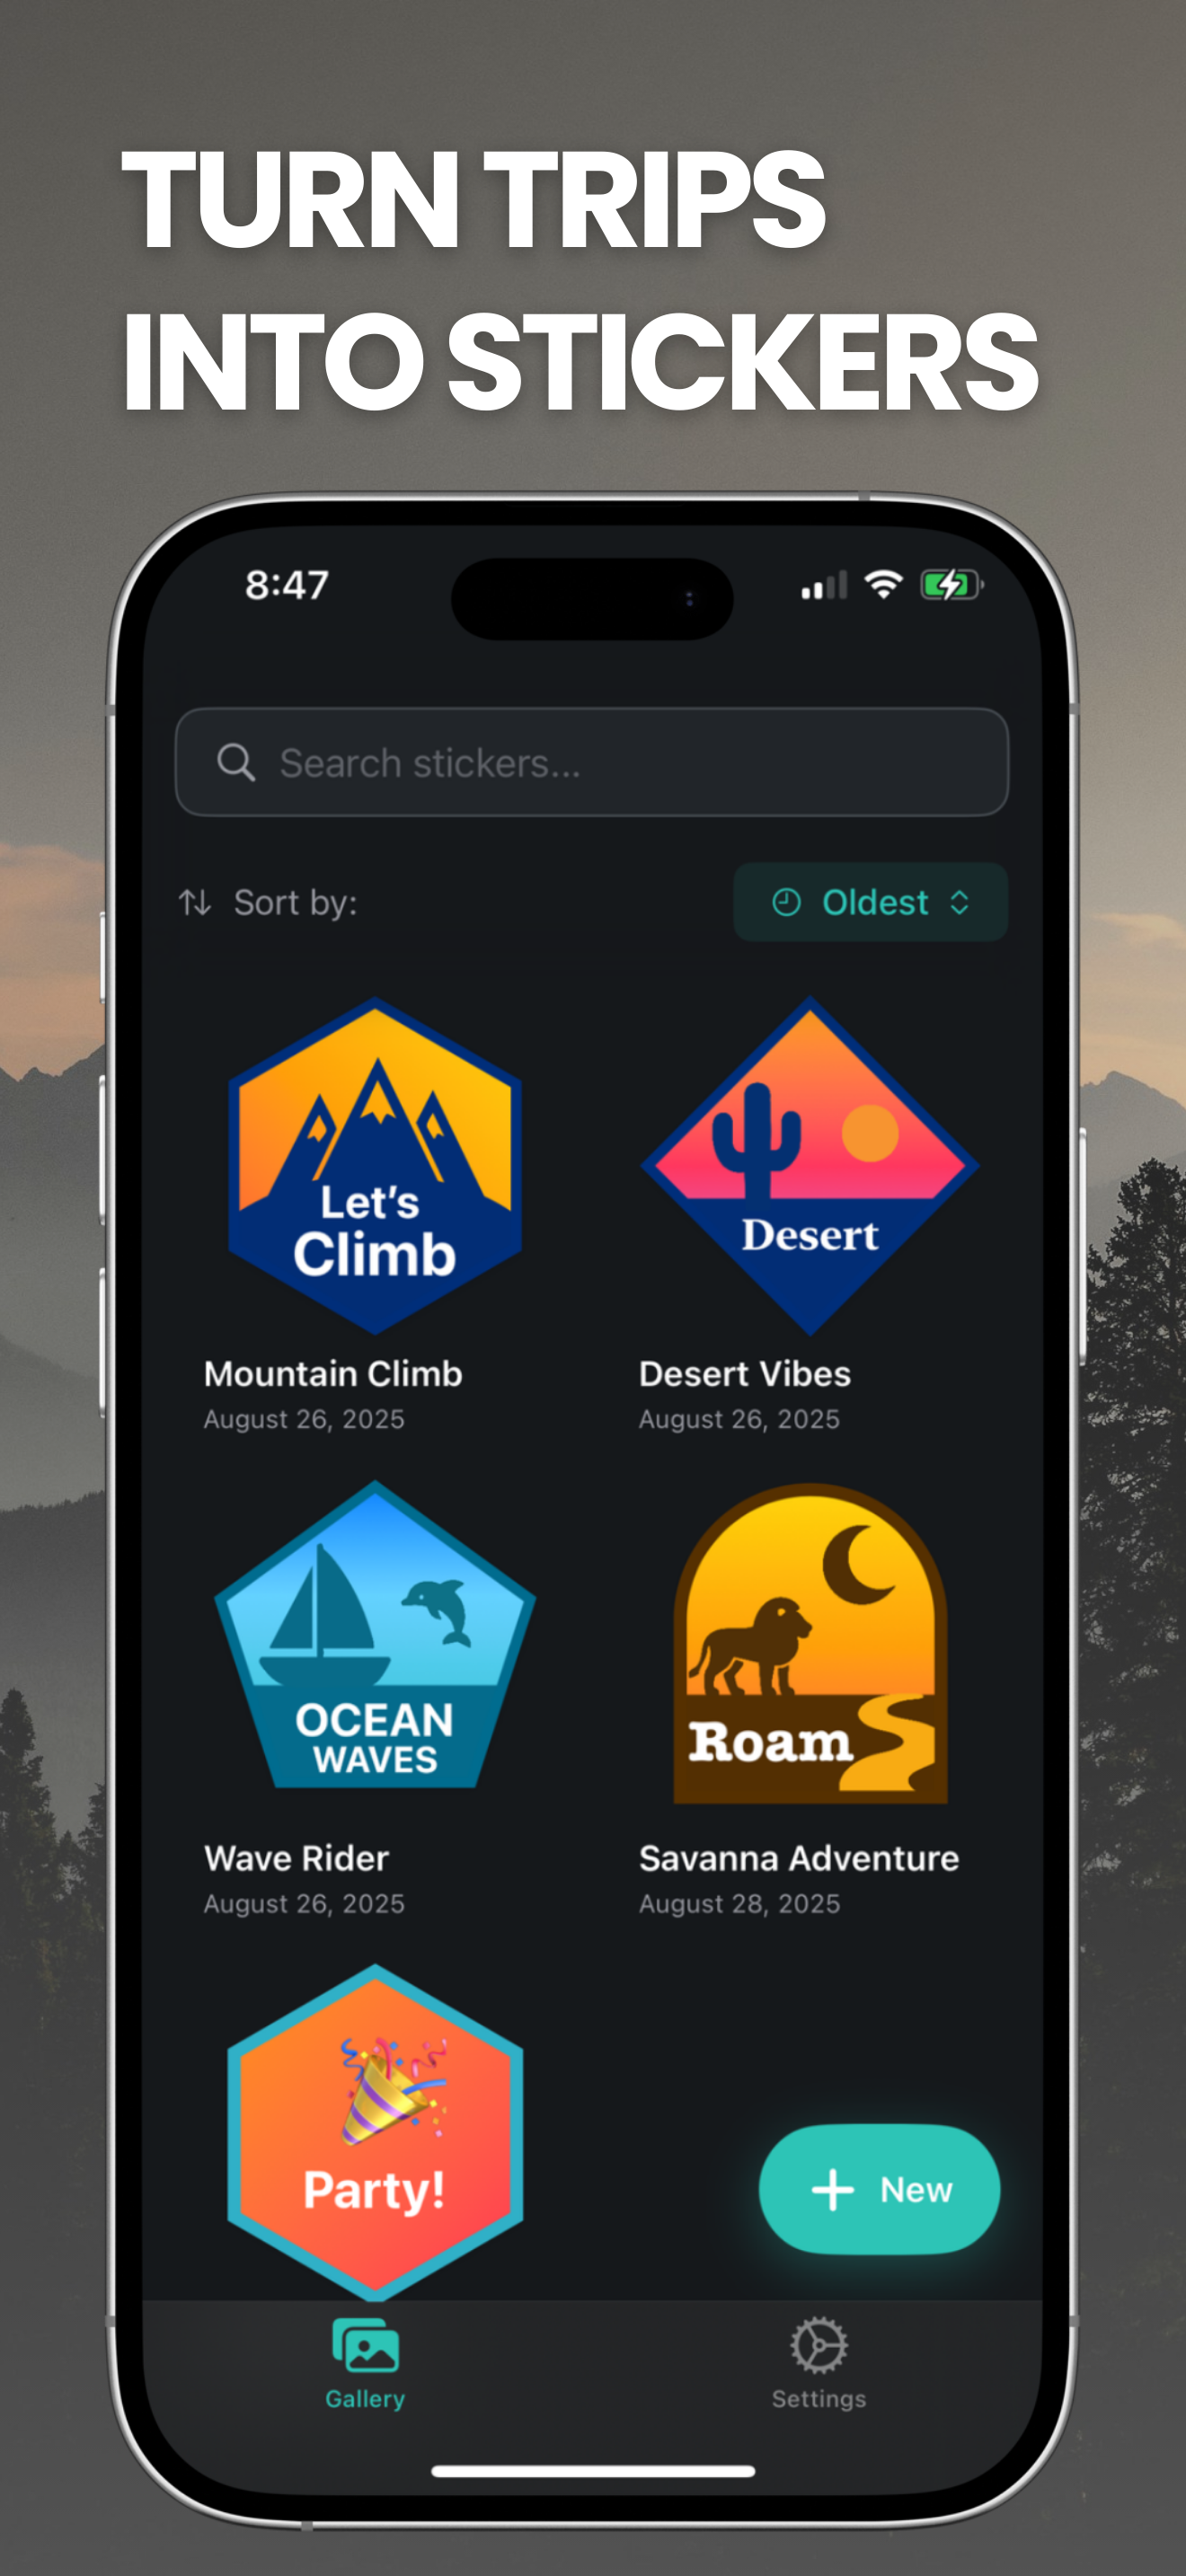 TURN TRIPS
INTO STICKERS
8:47
Search stickers...
Sort by:
Oldest
Let's
Climb
Desert
Mountain Climb
August 26, 2025
Desert Vibes
August 26, 2025
OCEAN
WAVES
Roam
Wave Rider
August 26, 2025
Savanna Adventure
August 28, 2025
Party!
New
Gallery
Settings